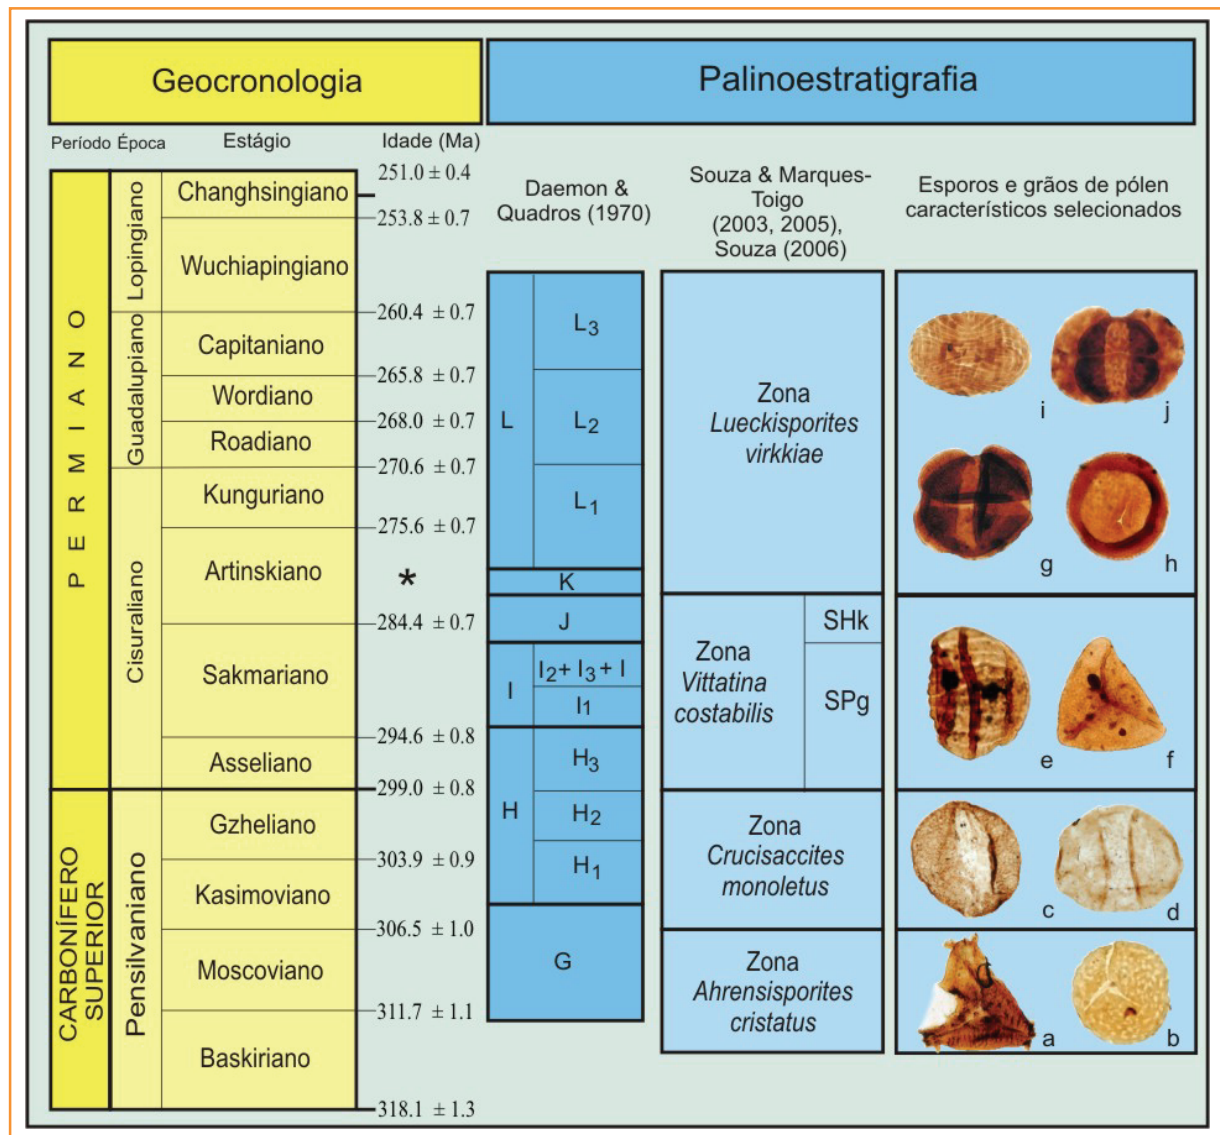 Geocronologia
Palinoestratigrafia
Período Época Estágio Idade (Ma)
Daemon &
Quadros (1970)
Souza & Marques-
Toigo
(2003, 2005),
Souza (2006)
Esporos e grãos de pólen
característicos selecionados
PERMIANO
CARBONÍFERO
SUPERIOR
Lopingiano
Guadalupiano
Cisuraliano
Pensilvaniano
Changhsingiano
Wuchiapingiano
Capitaniano
Wordiano
Roadiano
Kunguriano
Artinskiano
Sakmariano
Asseliano
Gzheliano
Kasimoviano
Moscoviano
Baskiriano
251.0 ± 0.4
253.8 ± 0.7
260.4 ± 0.7
265.8 ± 0.7
268.0 ± 0.7
270.6 ± 0.7
275.6 ± 0.7
*
284.4 ± 0.7
294.6 ± 0.8
299.0 ± 0.8
303.9 ± 0.9
306.5 ± 1.0
311.7 ± 1.1
318.1 ± 1.3
L
L3
L2
L1
K
J
I
I2+ I3 + I
I1
H
H3
H2
H1
G
Zona
Lueckisporites
virkkiae
Zona
Vittatina
costabilis
SHk
SPg
Zona
Crucisaccites
monoletus
Zona
Ahrensisporites
cristatus
i j
g h
e f
c d
a b